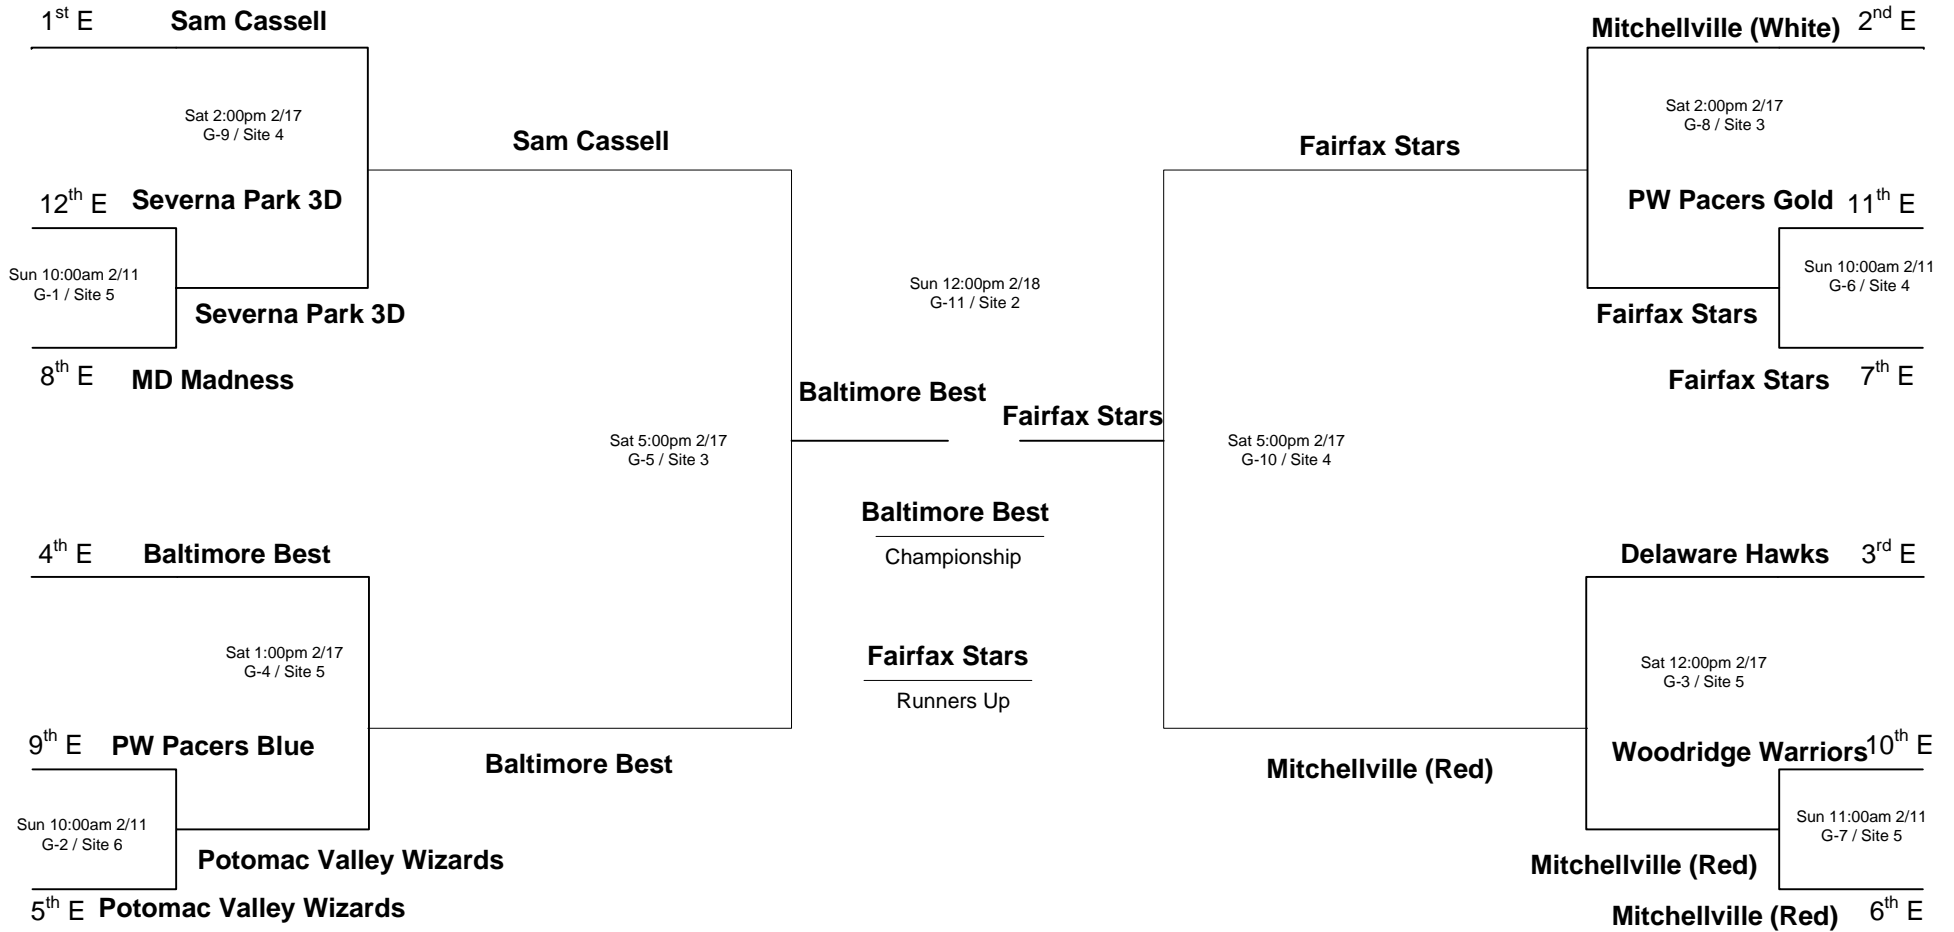 1st E Sam Cassell
Sat 2:00pm 2/17
G-9 / Site 4
Sam Cassell
12th E Severna Park 3D
Sun 10:00am 2/11
G-1 / Site 5
Severna Park 3D
8th E MD Madness
Sat 5:00pm 2/17
G-5 / Site 3
4th E Baltimore Best
Sat 1:00pm 2/17
G-4 / Site 5
9th E PW Pacers Blue
Baltimore Best
Sun 10:00am 2/11
G-2 / Site 6
Potomac Valley Wizards
5th E Potomac Valley Wizards
Sun 12:00pm 2/18
G-11 / Site 2
Baltimore Best
Fairfax Stars
Baltimore Best
Championship
Fairfax Stars
Runners Up
Mitchellville (White) 2nd E
Sat 2:00pm 2/17
G-8 / Site 3
Fairfax Stars
PW Pacers Gold 11th E
Sun 10:00am 2/11
G-6 / Site 4
Fairfax Stars
Fairfax Stars 7th E
Sat 5:00pm 2/17
G-10 / Site 4
Delaware Hawks 3rd E
Sat 12:00pm 2/17
G-3 / Site 5
Woodridge Warriors 10th E
Mitchellville (Red)
Sun 11:00am 2/11
G-7 / Site 5
Mitchellville (Red)
Mitchellville (Red) 6th E